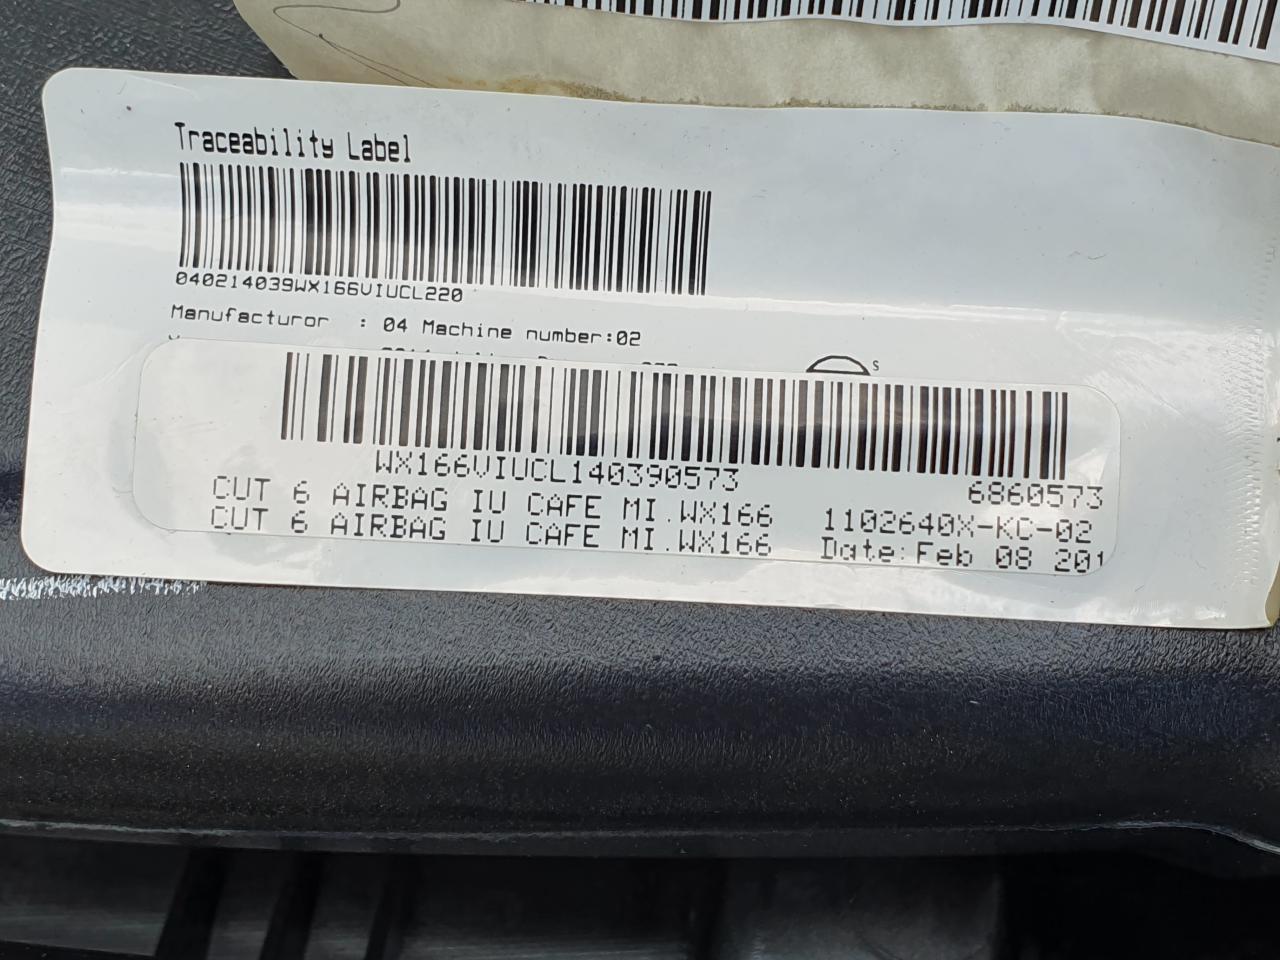 Traceability Label
040214039WX166VIUCL220
Manufacturor : 04 Machine number:02
S
WX166VIUCL140390573
6860573
CUT 6 AIRBAG IU CAFE MI.WX166 1102640X-KC-02
CUT 6 AIRBAG IU CAFE MI.WX166 Date:Feb 08 201